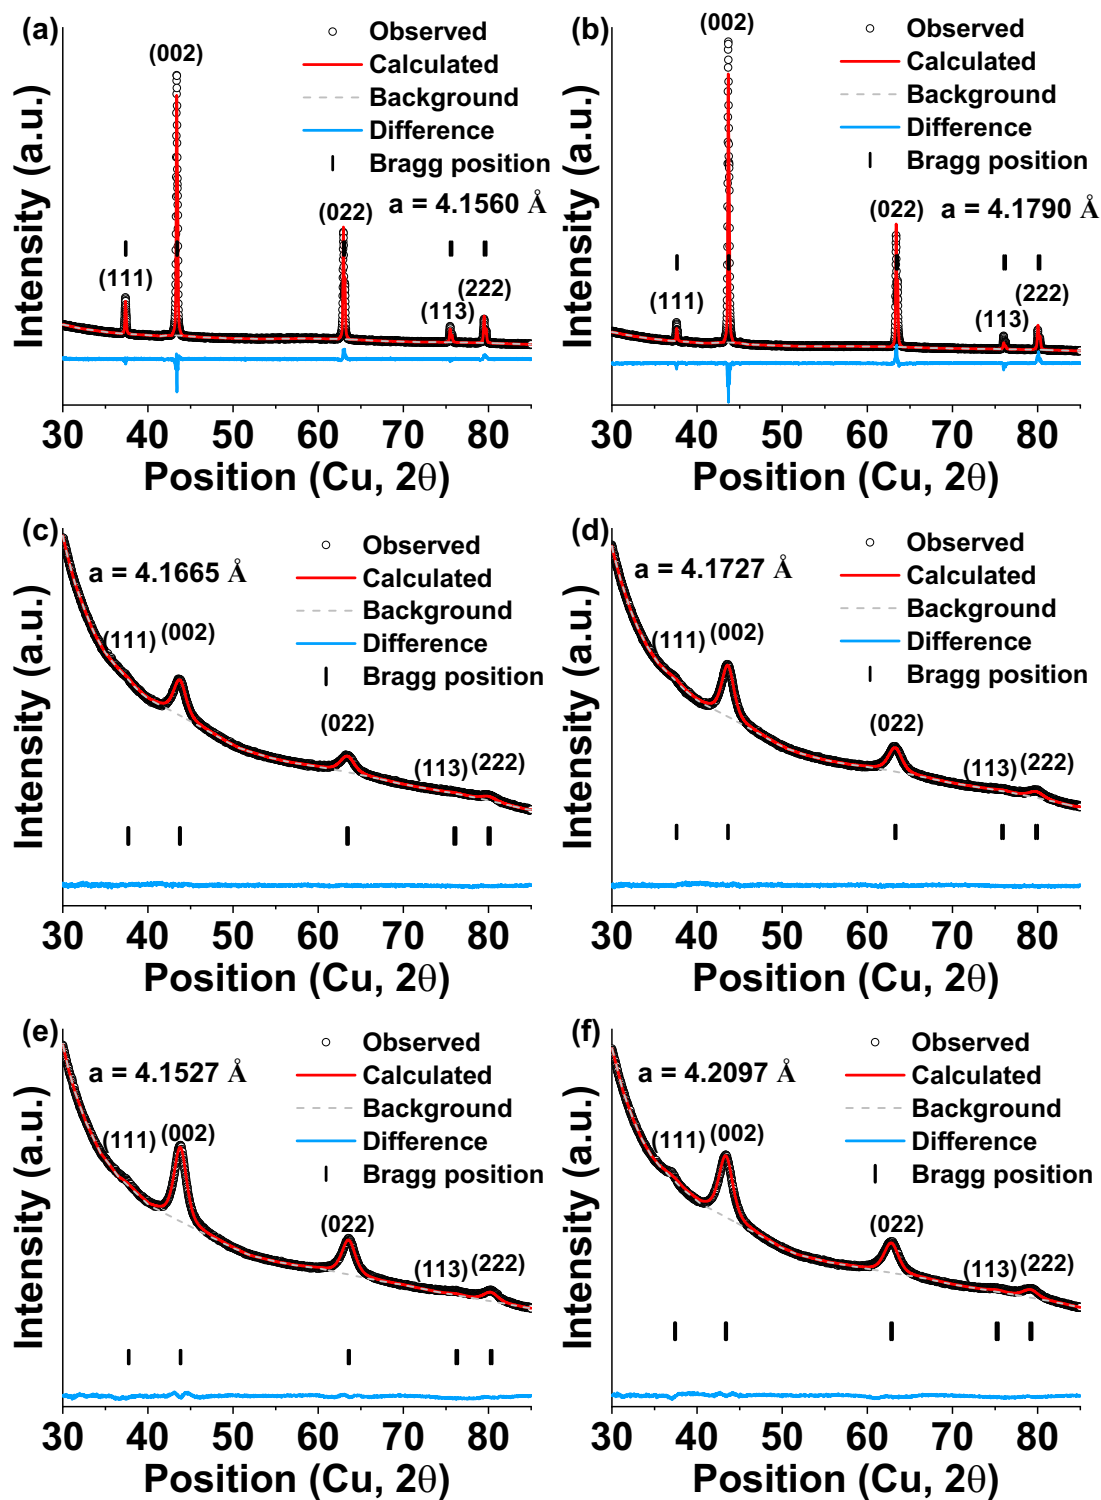 (a)
(002)
Observed
Calculated
Background
Difference
Bragg position
a = 4.1560 Å
(022)
(111)
(113)
(222)
Intensity (a.u.)
30 40 50 60 70 80
Position (Cu, 2θ)
(b)
(002)
Observed
Calculated
Background
Difference
Bragg position
a = 4.1790 Å
(022)
(111)
(113)
(222)
Intensity (a.u.)
30 40 50 60 70 80
Position (Cu, 2θ)
(c)
Observed
Calculated
Background
Difference
Bragg position
a = 4.1665 Å
(111) (002)
(022)
(113) (222)
Intensity (a.u.)
30 40 50 60 70 80
Position (Cu, 2θ)
(d)
Observed
Calculated
Background
Difference
Bragg position
a = 4.1727 Å
(111) (002)
(022)
(113) (222)
Intensity (a.u.)
30 40 50 60 70 80
Position (Cu, 2θ)
(e)
Observed
Calculated
Background
Difference
Bragg position
a = 4.1527 Å
(111) (002)
(022)
(113) (222)
Intensity (a.u.)
30 40 50 60 70 80
Position (Cu, 2θ)
(f)
Observed
Calculated
Background
Difference
Bragg position
a = 4.2097 Å
(111) (002)
(022)
(113) (222)
Intensity (a.u.)
30 40 50 60 70 80
Position (Cu, 2θ)